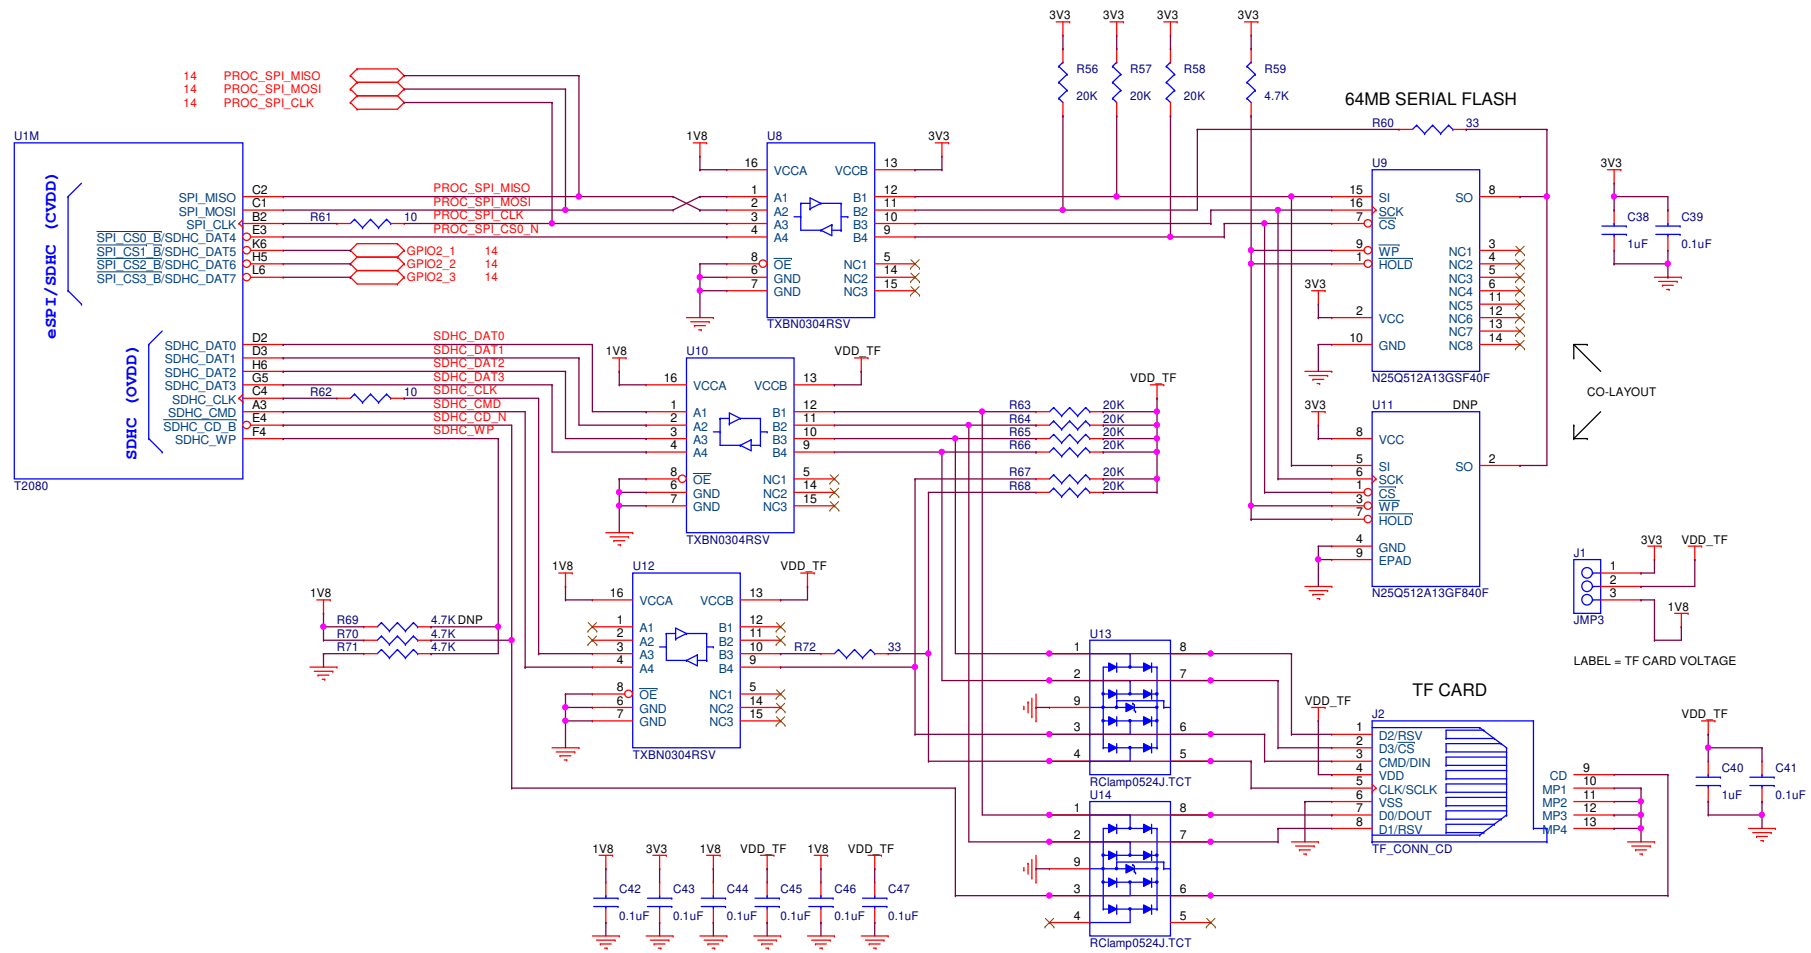 3V3 3V3 3V3 3V3
R56 R57 R58 R59
20K 20K 20K 4.7K
14 PROC_SPI_MISO
14 PROC_SPI_MOSI
14 PROC_SPI_CLK
64MB SERIAL FLASH
R60 33
U1M
eSPI/SDHC (CVDD)
SPI_MISO C2 PROC_SPI_MISO
SPI_MOSI C1 PROC_SPI_MOSI
SPI_CLK B2 R61 10 PROC_SPI_CLK
SPI_CS0_B/SDHC_DAT4 E3 PROC_SPI_CS0_N
SPI_CS1_B/SDHC_DAT5 K6 GPIO2_1 14
SPI_CS2_B/SDHC_DAT6 H5 GPIO2_2 14
SPI_CS3_B/SDHC_DAT7 L6 GPIO2_3 14
SDHC (OVDD)
SDHC_DAT0 D2 SDHC_DAT0
SDHC_DAT1 D3 SDHC_DAT1
SDHC_DAT2 H6 SDHC_DAT2
SDHC_DAT3 G5 SDHC_DAT3
SDHC_CLK C4 R62 10 SDHC_CLK
SDHC_CMD A3 SDHC_CMD
SDHC_CD_B E4 SDHC_CD_N
SDHC_WP F4 SDHC_WP
T2080
1V8 U8 3V3
16 VCCA VCCB 13
1 A1 B1 12
2 A2 B2 11
3 A3 B3 10
4 A4 B4 9
8 OE NC1 5
6 GND NC2 14
7 GND NC3 15
TXBN0304RSV
1V8 U10 VDD_TF
16 VCCA VCCB 13
1 A1 B1 12
2 A2 B2 11
3 A3 B3 10
4 A4 B4 9
8 OE NC1 5
6 GND NC2 14
7 GND NC3 15
TXBN0304RSV
VDD_TF
R63 20K
R64 20K
R65 20K
R66 20K
R67 20K
R68 20K
1V8 U12 VDD_TF
16 VCCA VCCB 13
1 A1 B1 12
2 A2 B2 11
3 A3 B3 10 R72 33
4 A4 B4 9
8 OE NC1 5
6 GND NC2 14
7 GND NC3 15
TXBN0304RSV
1V8
R69 4.7K DNP
R70 4.7K
R71 4.7K
U9
15 SI SO 8
16 SCK
7 CS
9 WP NC1 3
1 HOLD NC2 4
NC3 5
3V3 NC4 6
NC5 11
2 VCC NC6 12
NC7 13
10 GND NC8 14
N25Q512A13GSF40F
3V3
C38 C39
1uF 0.1uF
CO-LAYOUT
3V3 U11 DNP
8 VCC
5 SI SO 2
6 SCK
1 CS
3 WP
7 HOLD
4 GND
9 EPAD
N25Q512A13GF840F
J1 3V3 VDD_TF
1
2
3
JMP3 1V8
LABEL = TF CARD VOLTAGE
U13
1 8
2 7
9
3 6
4 5
RClamp0524J.TCT
U14
1 8
2 7
9
3 6
4 5
RClamp0524J.TCT
TF CARD
VDD_TF J2
1 D2/RSV
2 D3/CS
3 CMD/DIN
4 VDD CD 9
5 CLK/SCLK MP1 10
6 VSS MP2 11
7 D0/DOUT MP3 12
8 D1/RSV MP4 13
TF_CONN_CD
VDD_TF
C40 C41
1uF 0.1uF
1V8 3V3 1V8 VDD_TF 1V8 VDD_TF
C42 C43 C44 C45 C46 C47
0.1uF 0.1uF 0.1uF 0.1uF 0.1uF 0.1uF